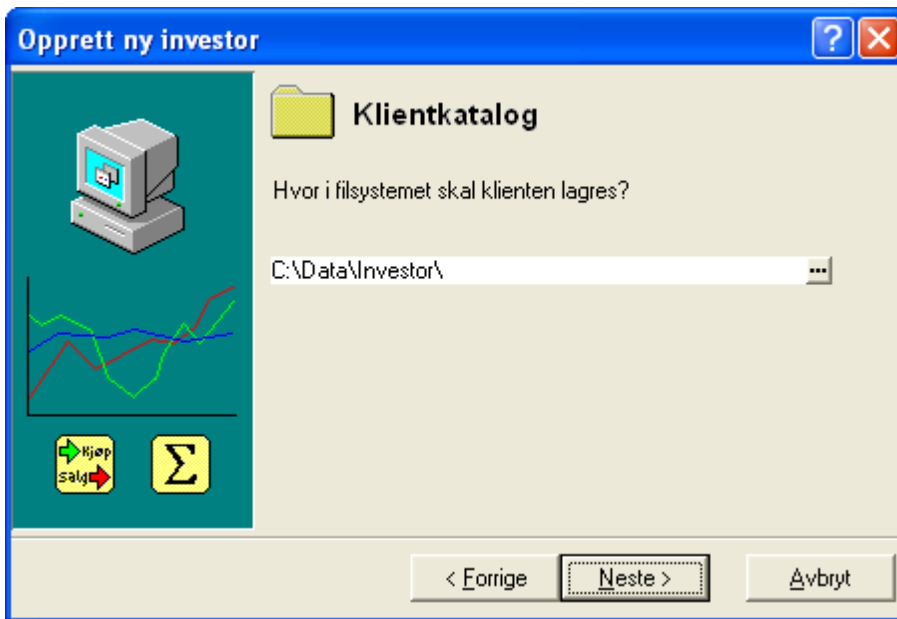 Opprett ny investor
Klientkatalog
Hvor i filsystemet skal klienten lagres?
C:\Data\Investor\
...
Kjøp
salg
Σ
< Forrige
Neste >
Avbryt